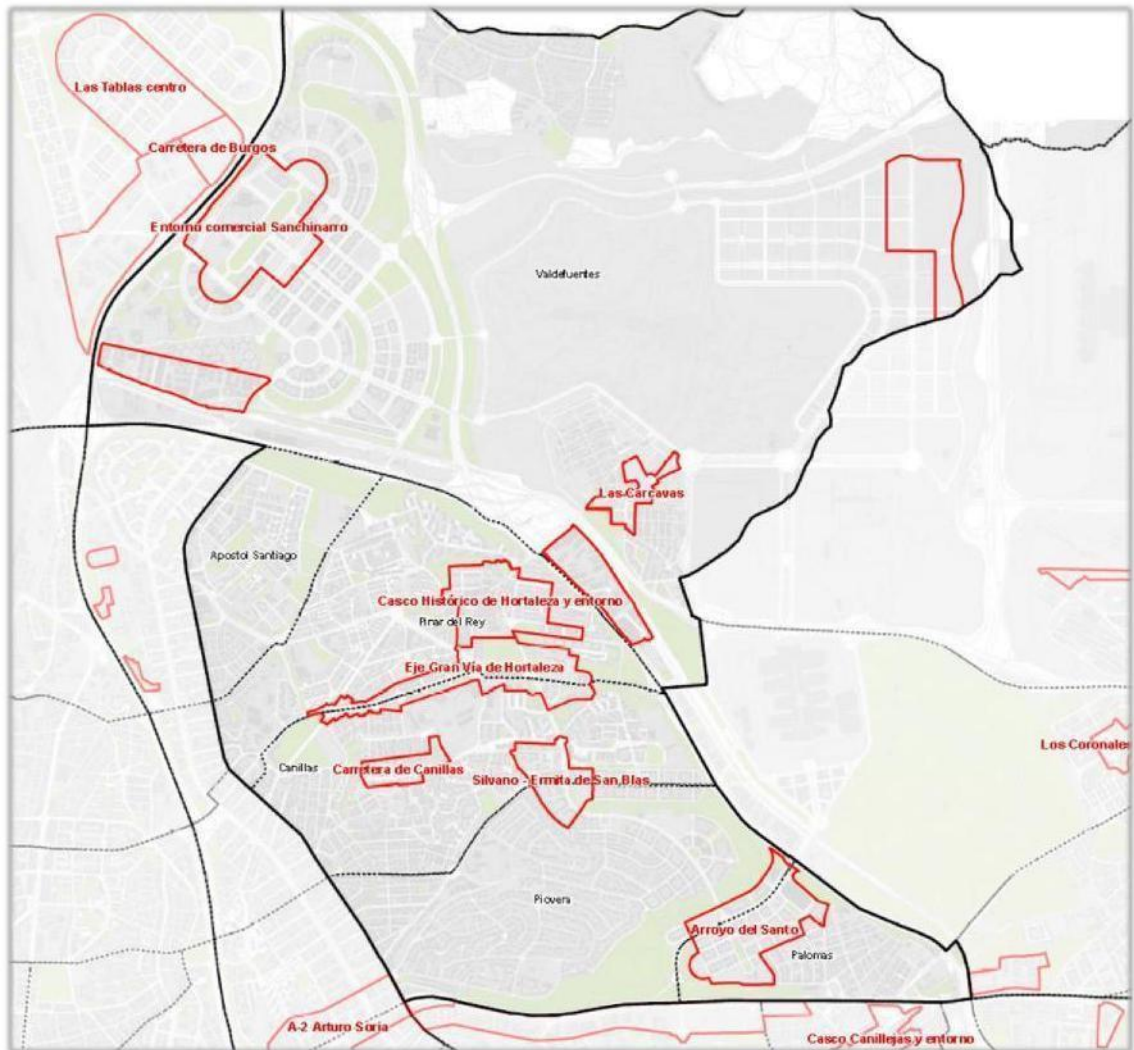 Las Tablas centro
Carretera de Burgos
Entorno comercial Sanchinarro
Valdefuentes
Las Cárcavas
Apostol Santiago
Casco Histórico de Hortaleza y entorno
Pinar del Rey
Eje Gran Vía de Hortaleza
Los Coronales
Canillas
Carretera de Canillas
Silvano - Ermita de San Blas
Piovera
Arroyo del Santo
Palomas
A-2 Arturo Soria
Casco Canillejas y entorno